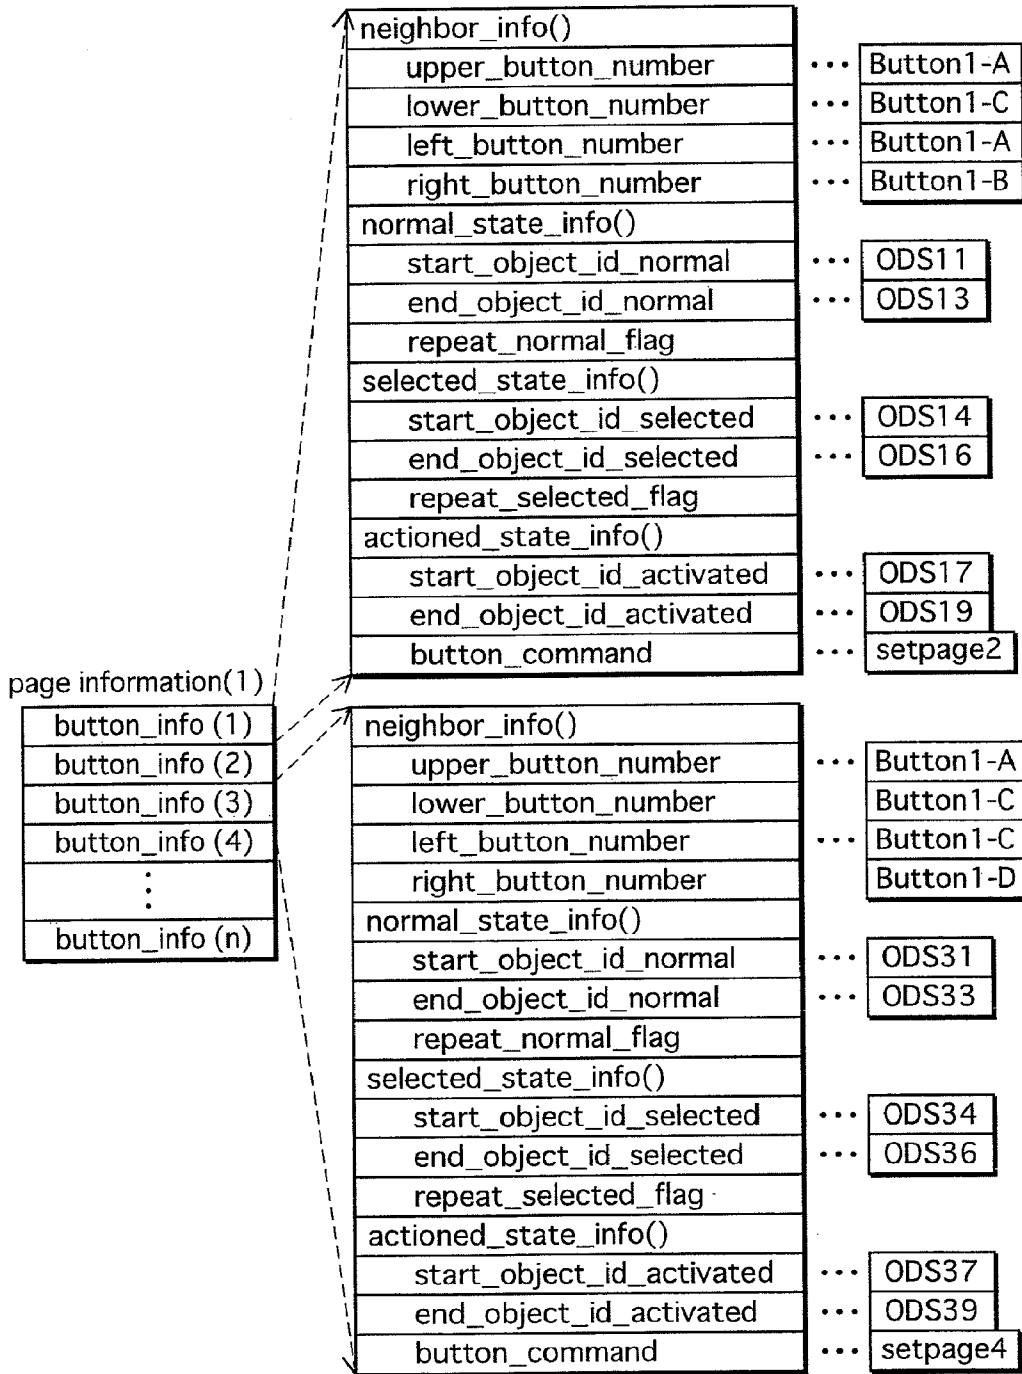 neighbor_info()
upper_button_number ... Button1-A
lower_button_number ... Button1-C
left_button_number ... Button1-A
right_button_number ... Button1-B
normal_state_info()
start_object_id_normal ... ODS11
end_object_id_normal ... ODS13
repeat_normal_flag
selected_state_info()
start_object_id_selected ... ODS14
end_object_id_selected ... ODS16
repeat_selected_flag
actioned_state_info()
start_object_id_activated ... ODS17
end_object_id_activated ... ODS19
button_command ... setpage2
page information(1)
button_info (1)
button_info (2)
button_info (3)
button_info (4)
button_info (n)
neighbor_info()
upper_button_number ... Button1-A
lower_button_number Button1-C
left_button_number ... Button1-C
right_button_number Button1-D
normal_state_info()
start_object_id_normal ... ODS31
end_object_id_normal ... ODS33
repeat_normal_flag
selected_state_info()
start_object_id_selected ... ODS34
end_object_id_selected ... ODS36
repeat_selected_flag
actioned_state_info()
start_object_id_activated ... ODS37
end_object_id_activated ... ODS39
button_command ... setpage4